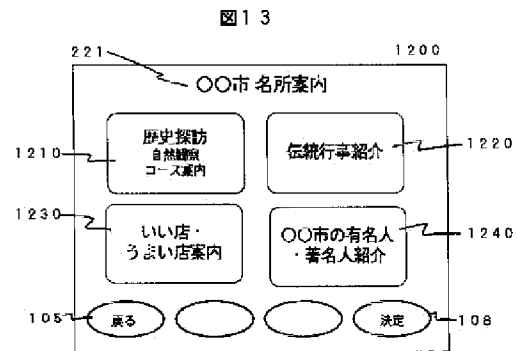 図13
221
1200
〇〇市 名所案内
歴史探訪
自然観察
コース案内
1210
伝統行事紹介
1220
1230
いい店・
うまい店案内
〇〇市の有名人
・著名人紹介
1240
105
戻る
決定
108